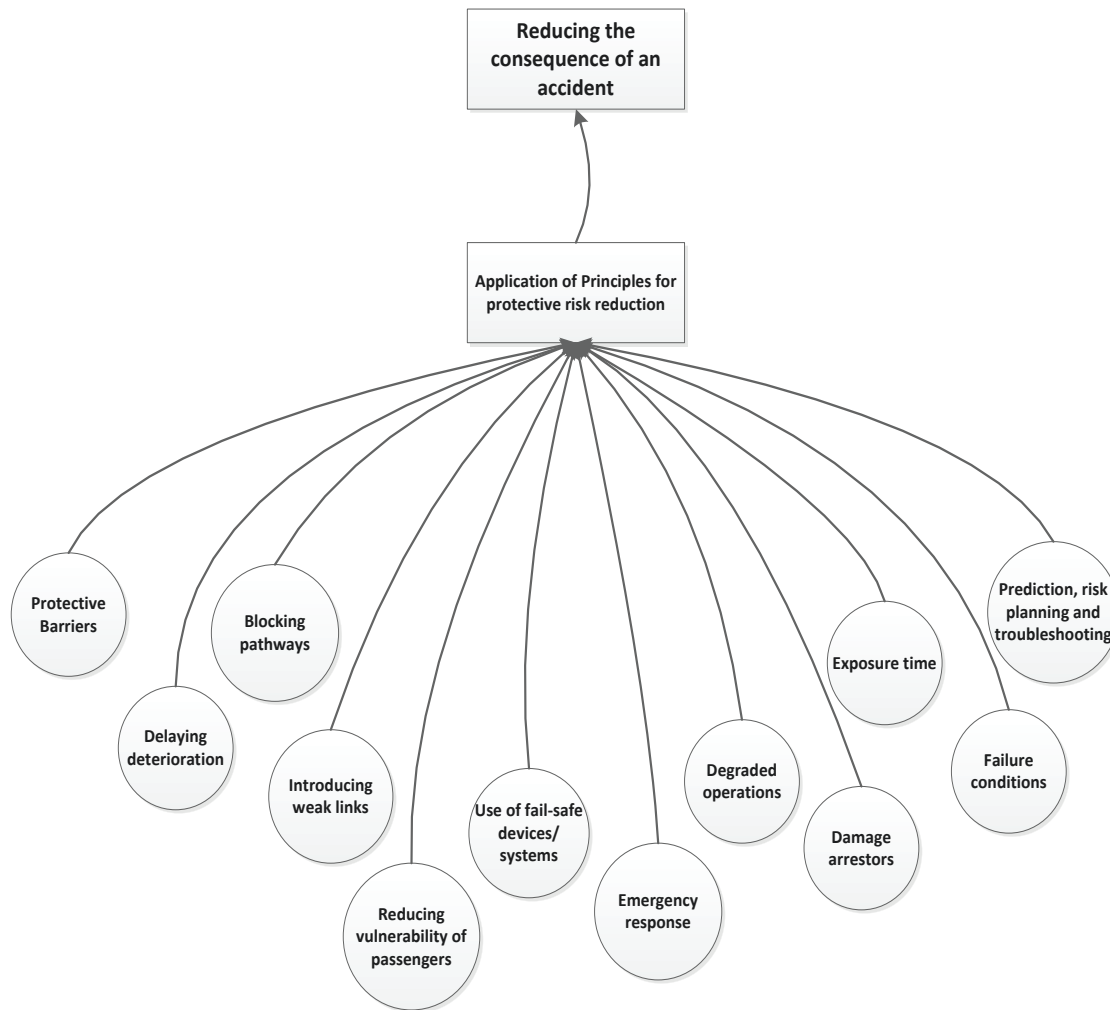 Reducing the
consequence of an
accident
Application of Principles for
protective risk reduction
Protective
Barriers
Delaying
deterioration
Blocking
pathways
Introducing
weak links
Reducing
vulnerability of
passengers
Use of fail-safe
devices/
systems
Emergency
response
Degraded
operations
Damage
arrestors
Exposure time
Failure
conditions
Prediction, risk
planning and
troubleshooting